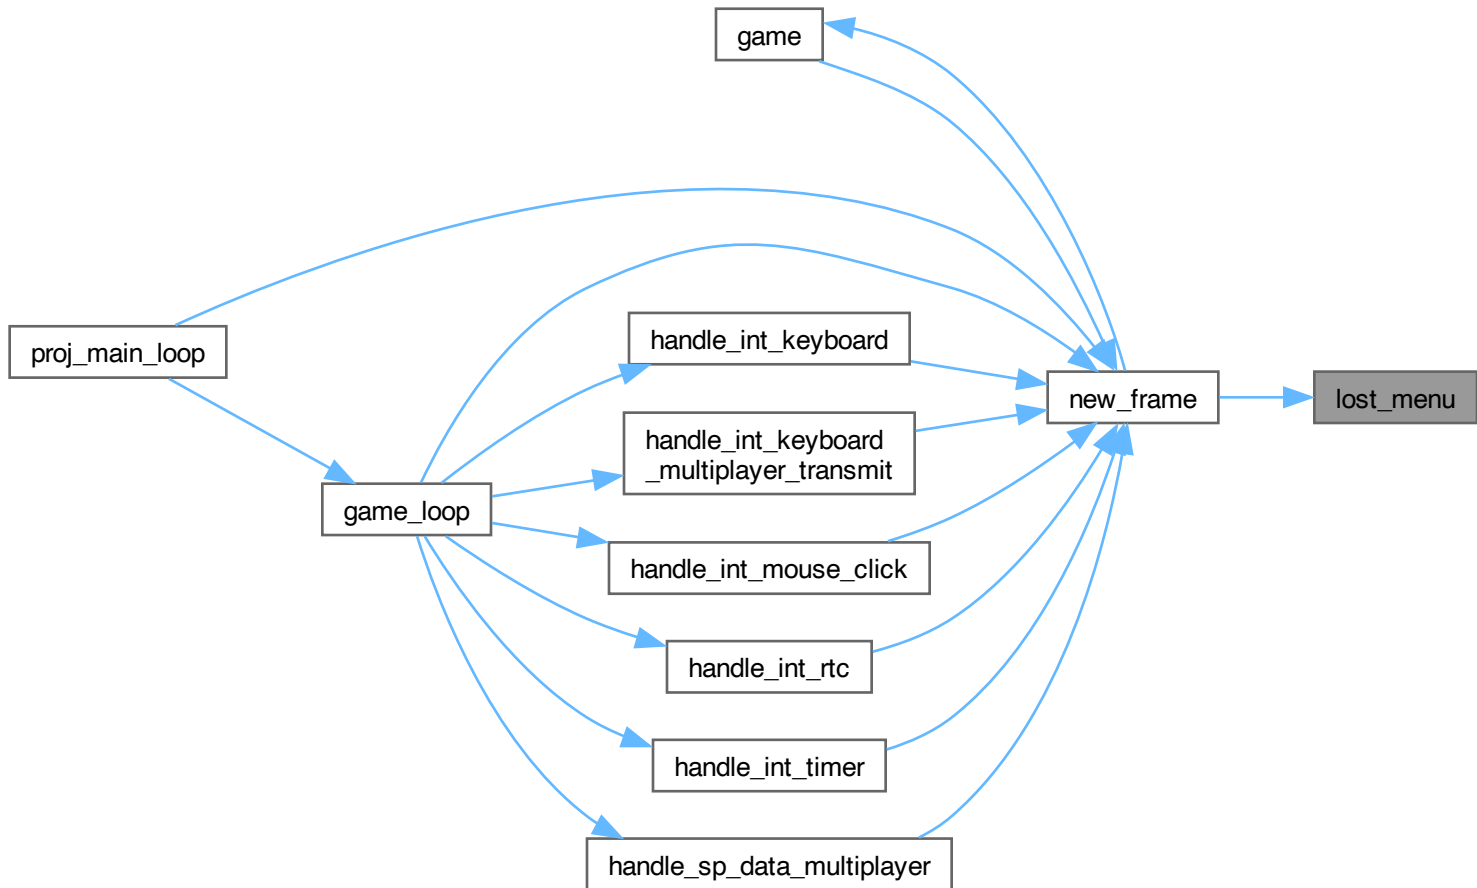 game
proj_main_loop
handle_int_keyboard
new_frame
lost_menu
handle_int_keyboard
_multiplayer_transmit
game_loop
handle_int_mouse_click
handle_int_rtc
handle_int_timer
handle_sp_data_multiplayer